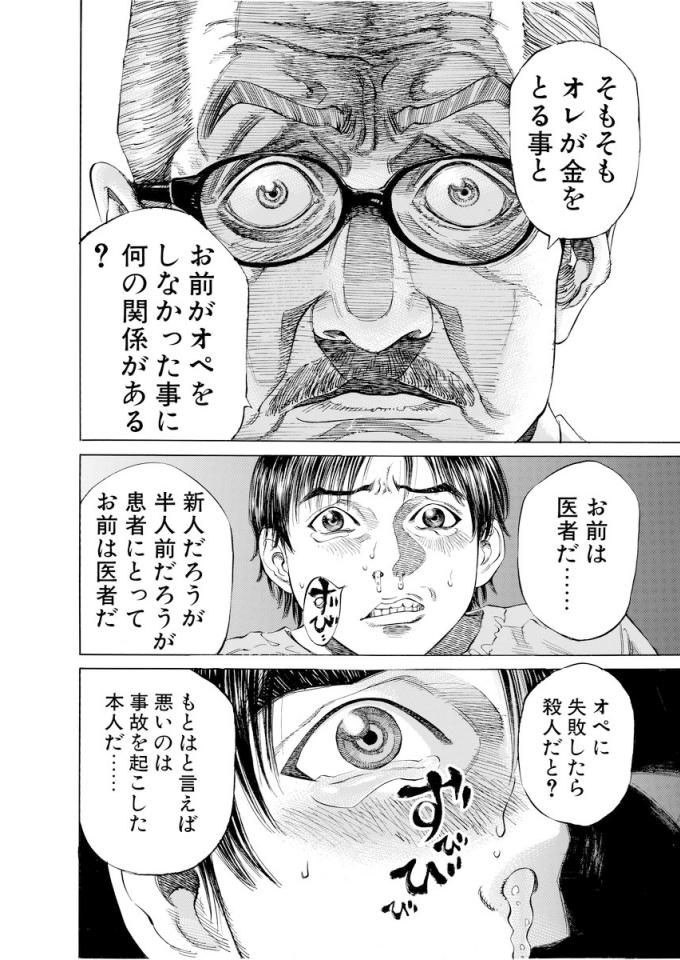 そもそも
オレが金を
とる事と
お前がオペを
しなかった事に
何の関係がある
？
お前は
医者だ……
新人だろうが
半人前だろうが
患者にとって
お前は医者だ
ずびっ
オペに
失敗したら
殺人だと？
ずびびっ
もとはと言えば
悪いのは
事故を起こした
本人だ……